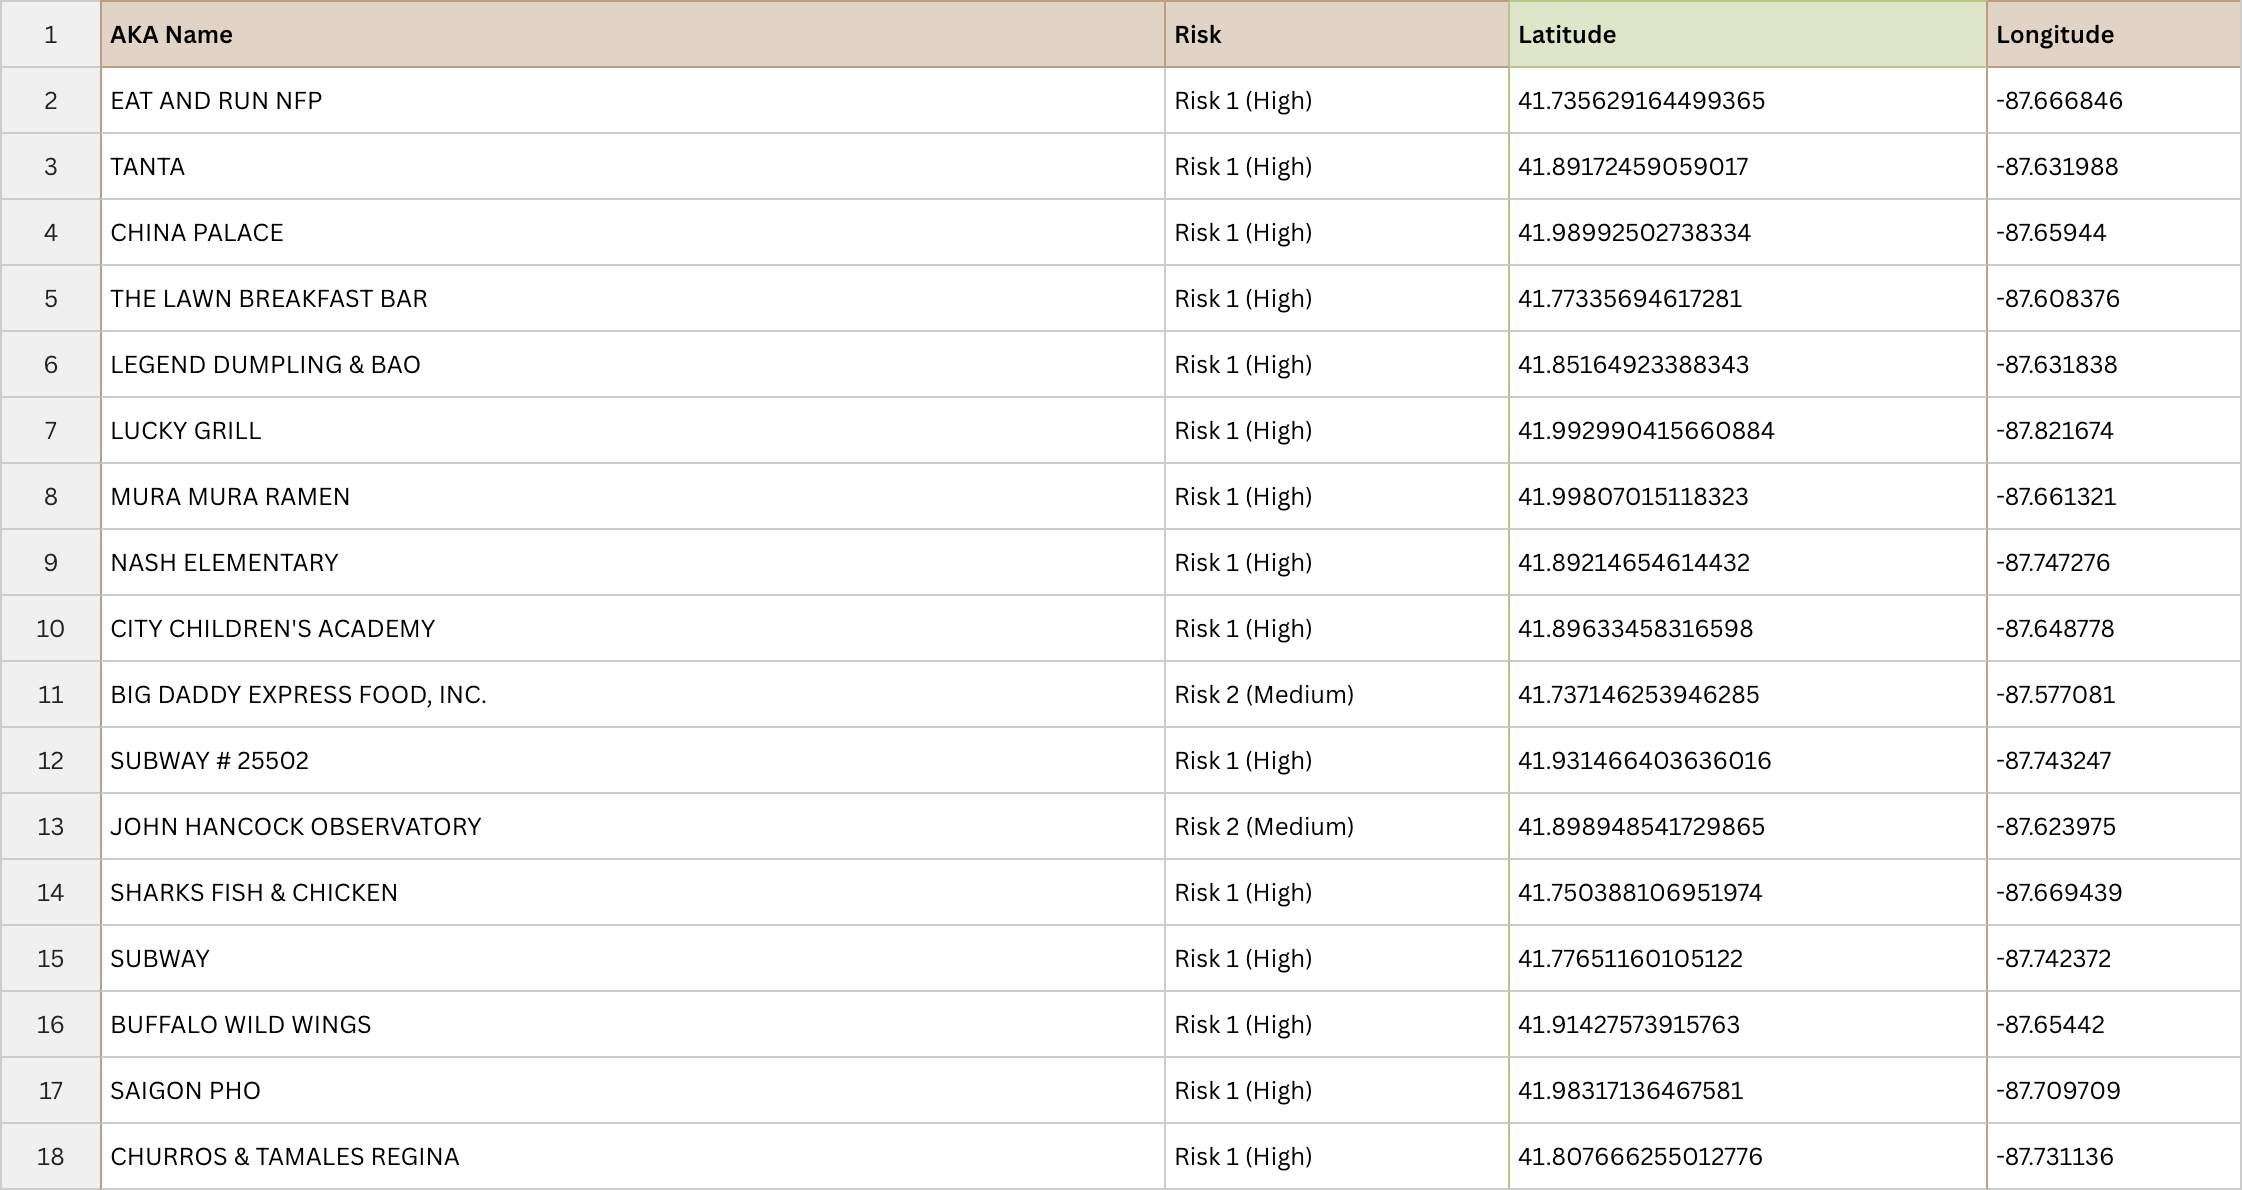 1 AKA Name Risk Latitude Longitude
2 EAT AND RUN NFP Risk 1 (High) 41.735629164499365 -87.666846
3 TANTA Risk 1 (High) 41.89172459059017 -87.631988
4 CHINA PALACE Risk 1 (High) 41.98992502738334 -87.65944
5 THE LAWN BREAKFAST BAR Risk 1 (High) 41.77335694617281 -87.608376
6 LEGEND DUMPLING & BAO Risk 1 (High) 41.85164923388343 -87.631838
7 LUCKY GRILL Risk 1 (High) 41.992990415660884 -87.821674
8 MURA MURA RAMEN Risk 1 (High) 41.99807015118323 -87.661321
9 NASH ELEMENTARY Risk 1 (High) 41.89214654614432 -87.747276
10 CITY CHILDREN'S ACADEMY Risk 1 (High) 41.89633458316598 -87.648778
11 BIG DADDY EXPRESS FOOD, INC. Risk 2 (Medium) 41.737146253946285 -87.577081
12 SUBWAY # 25502 Risk 1 (High) 41.931466403636016 -87.743247
13 JOHN HANCOCK OBSERVATORY Risk 2 (Medium) 41.898948541729865 -87.623975
14 SHARKS FISH & CHICKEN Risk 1 (High) 41.750388106951974 -87.669439
15 SUBWAY Risk 1 (High) 41.77651160105122 -87.742372
16 BUFFALO WILD WINGS Risk 1 (High) 41.91427573915763 -87.65442
17 SAIGON PHO Risk 1 (High) 41.98317136467581 -87.709709
18 CHURROS & TAMALES REGINA Risk 1 (High) 41.807666255012776 -87.731136